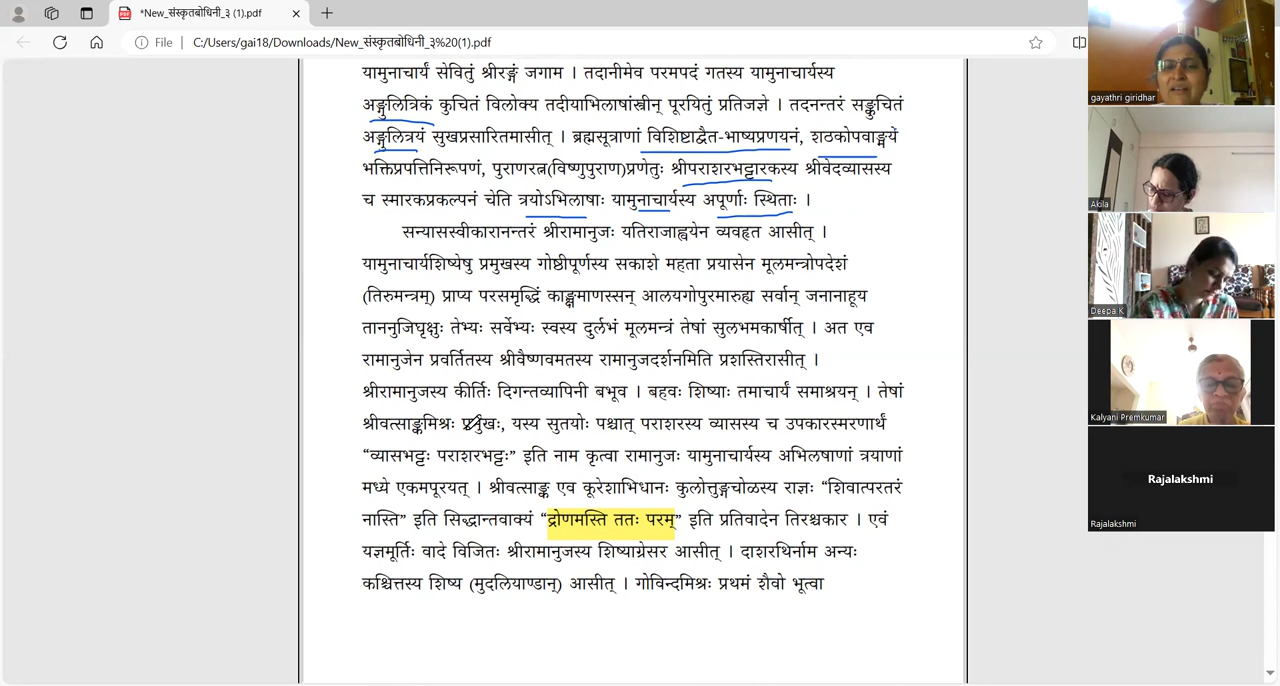 *New_संस्कृतबोधिनी_३ (1).pdf
File
C:/Users/gai18/Downloads/New_संस्कृतबोधिनी_३%20(1).pdf
यामुनाचार्यं सेवितुं श्रीरङ्गं जगाम । तदानीमेव परमपदं गतस्य यामुनाचार्यस्य
अङ्गुलित्रिकं कुचितं विलोक्य तदीयाभिलाषांस्त्रीन् पूरयितुं प्रतिजज्ञे । तदनन्तरं सङ्कुचितं
अङ्गुलित्रयं सुखप्रसारितमासीत् । ब्रह्मसूत्राणां विशिष्टाद्वैत-भाष्यप्रणयनं, शठकोपवाङ्मयें
भक्तिप्रपत्तिनिरूपणं, पुराणरत्न(विष्णुपुराण)प्रणेतुः श्रीपराशरभट्टारकस्य श्रीवेदव्यासस्य
च स्मारकप्रकल्पनं चेति त्रयोऽभिलाषाः यामुनाचार्यस्य अपूर्णाः स्थिताः ।
सन्यासस्वीकारानन्तरं श्रीरामानुजः यतिराजाह्वयेन व्यवहृत आसीत् ।
यामुनाचार्यशिष्येषु प्रमुखस्य गोष्ठीपूर्णस्य सकाशे महता प्रयासेन मूलमन्त्रोपदेशं
(तिरुमन्त्रम्) प्राप्य परसमृद्धिं काङ्क्षमाणस्सन् आलयगोपुरमारुह्य सर्वान् जनानाहूय
ताननुजिघृक्षुः तेभ्यः सर्वेभ्यः स्वस्य दुर्लभं मूलमन्त्रं तेषां सुलभमकार्षीत् । अत एव
रामानुजेन प्रवर्तितस्य श्रीवैष्णवमतस्य रामानुजदर्शनमिति प्रशस्तिरासीत् ।
श्रीरामानुजस्य कीर्तिः दिगन्तव्यापिनी बभूव । बहवः शिष्याः तमाचार्यं समाश्रयन् । तेषां
श्रीवत्साङ्कमिश्रः प्रमुखः, यस्य सुतयोः पश्चात् पराशरस्य व्यासस्य च उपकारस्मरणार्थं
“व्यासभट्टः पराशरभट्टः” इति नाम कृत्वा रामानुजः यामुनाचार्यस्य अभिलषाणां त्रयाणां
मध्ये एकमपूरयत् । श्रीवत्साङ्क एव कूरेशाभिधानः कुलोत्तुङ्गचोळस्य राज्ञः “शिवात्परतरं
नास्ति” इति सिद्धान्तवाक्यं “द्रोणमस्ति ततः परम्” इति प्रतिवादेन तिरश्चकार । एवं
यज्ञमूर्तिः वादे विजितः श्रीरामानुजस्य शिष्याग्रेसर आसीत् । दाशरथिर्नाम अन्यः
कश्चित्तस्य शिष्य (मुदलियाण्डान्) आसीत् । गोविन्दमिश्रः प्रथमं शैवो भूत्वा
gayathri giridhar
Akila
Deepa K
Kalyani Premkumar
Rajalakshmi
Rajalakshmi